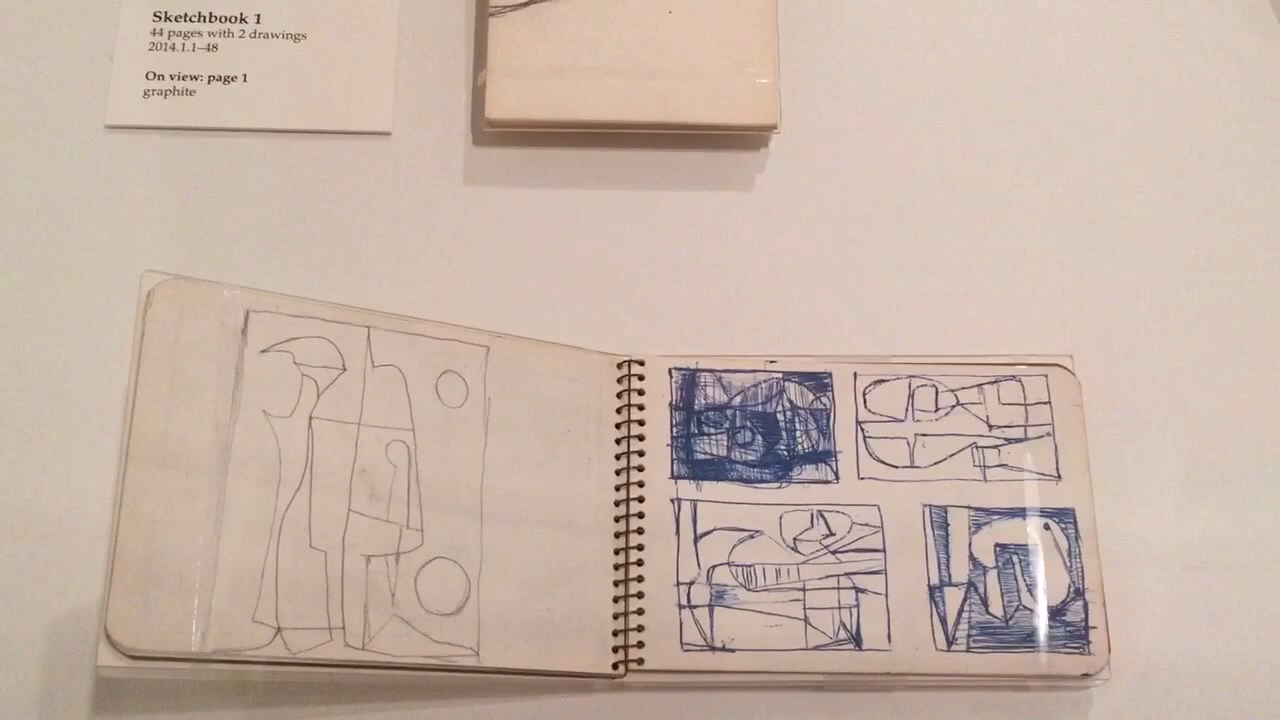 Sketchbook 1
44 pages with 2 drawings
2014.1.1–48
On view: page 1
graphite